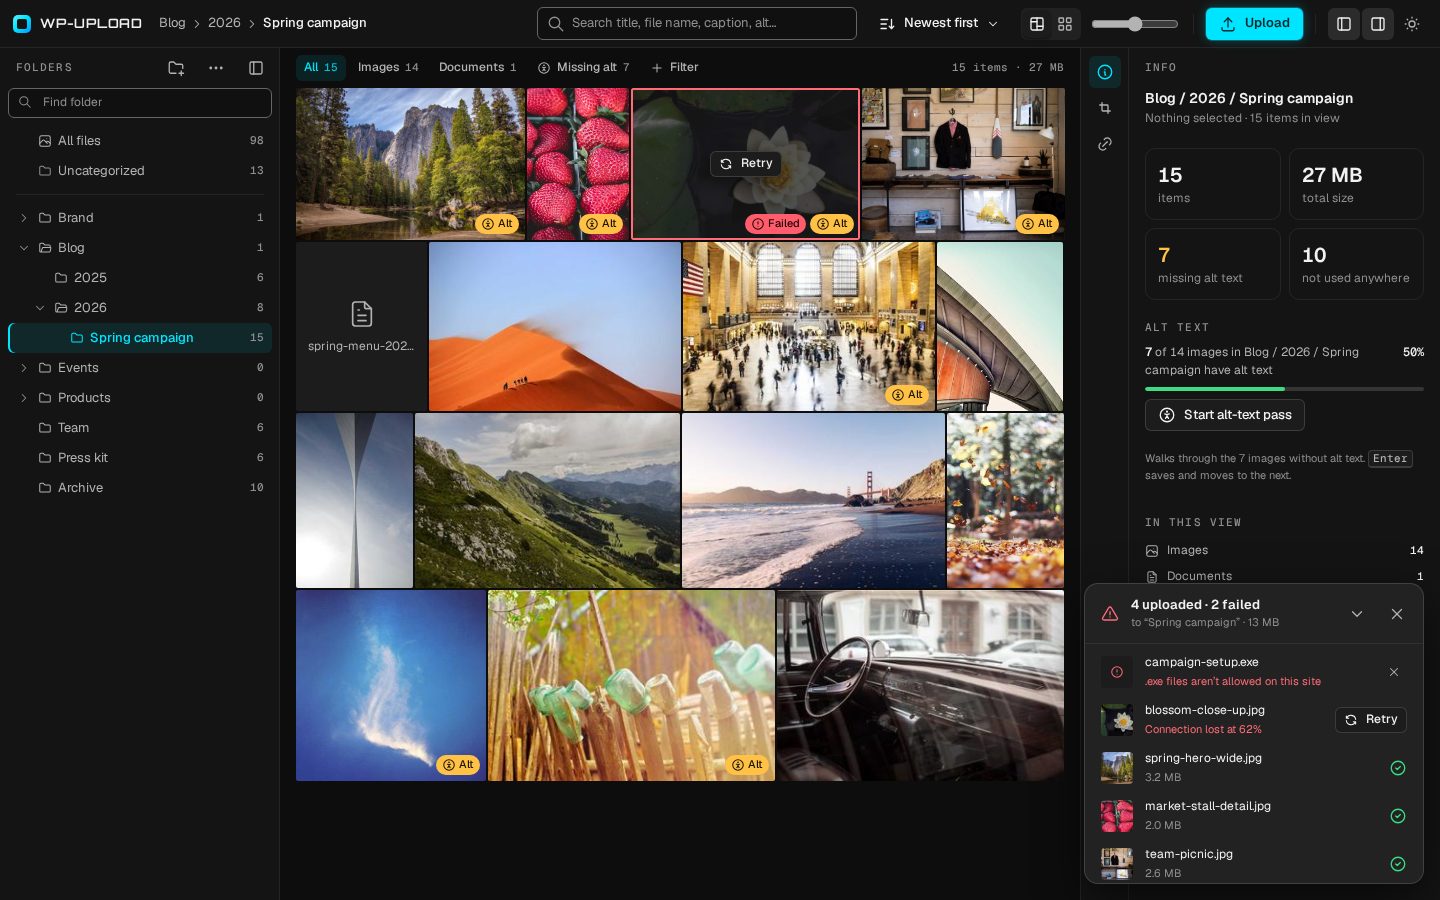 WP-UPLOAD
Blog
2026
Spring campaign
Search title, file name, caption, alt...
Newest first
Upload
FOLDERS
Find folder
All files 98
Uncategorized 13
Brand 1
Blog 1
2025 6
2026 8
Spring campaign 15
Events 0
Products 0
Team 6
Press kit 6
Archive 10
All 15
Images 14
Documents 1
Missing alt 7
Filter
15 items · 27 MB
Alt
Alt
Retry
Failed
Alt
Alt
spring-menu-202...
Alt
Alt
Alt
INFO
Blog / 2026 / Spring campaign
Nothing selected · 15 items in view
15
items
27 MB
total size
7
missing alt text
10
not used anywhere
ALT TEXT
7 of 14 images in Blog / 2026 / Spring 50%
campaign have alt text
Start alt-text pass
Walks through the 7 images without alt text. Enter
saves and moves to the next.
IN THIS VIEW
Images 14
Documents 1
4 uploaded · 2 failed
to “Spring campaign” · 13 MB
campaign-setup.exe
.exe files aren’t allowed on this site
blossom-close-up.jpg
Connection lost at 62%
Retry
spring-hero-wide.jpg
3.2 MB
market-stall-detail.jpg
2.0 MB
team-picnic.jpg
2.6 MB